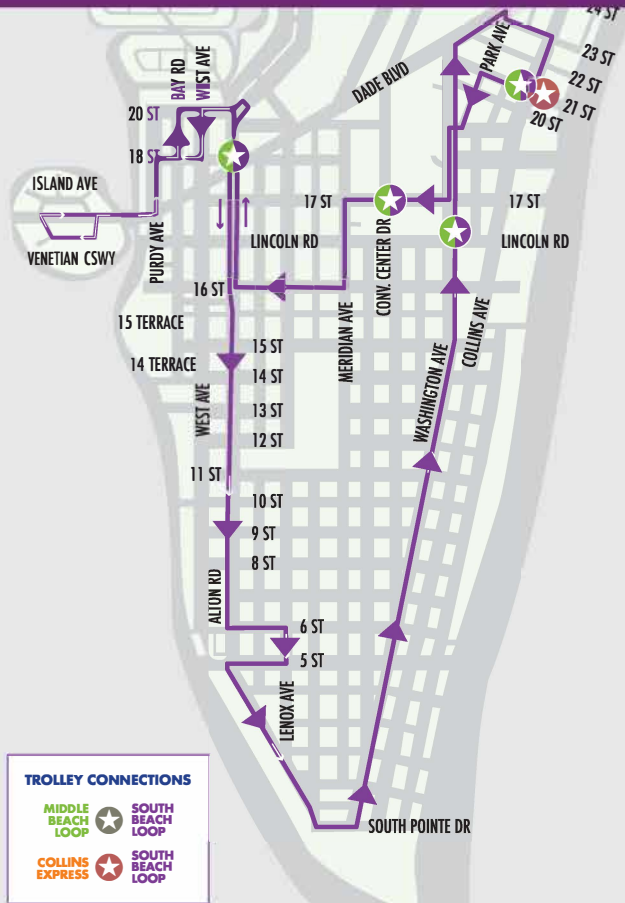 24 ST
23 ST
22 ST
21 ST
20 ST
PARK AVE
DADE BLVD
BAY RD
WEST AVE
20 ST
18 ST
ISLAND AVE
VENETIAN CSWY
PURDY AVE
17 ST
17 ST
LINCOLN RD
LINCOLN RD
CONV. CENTER DR
MERIDIAN AVE
COLLINS AVE
WASHINGTON AVE
16 ST
15 TERRACE
15 ST
14 TERRACE
14 ST
WEST AVE
13 ST
12 ST
11 ST
10 ST
9 ST
8 ST
ALTON RD
6 ST
5 ST
LENOX AVE
SOUTH POINTE DR
TROLLEY CONNECTIONS
MIDDLE
BEACH
LOOP
SOUTH
BEACH
LOOP
COLLINS
EXPRESS
SOUTH
BEACH
LOOP